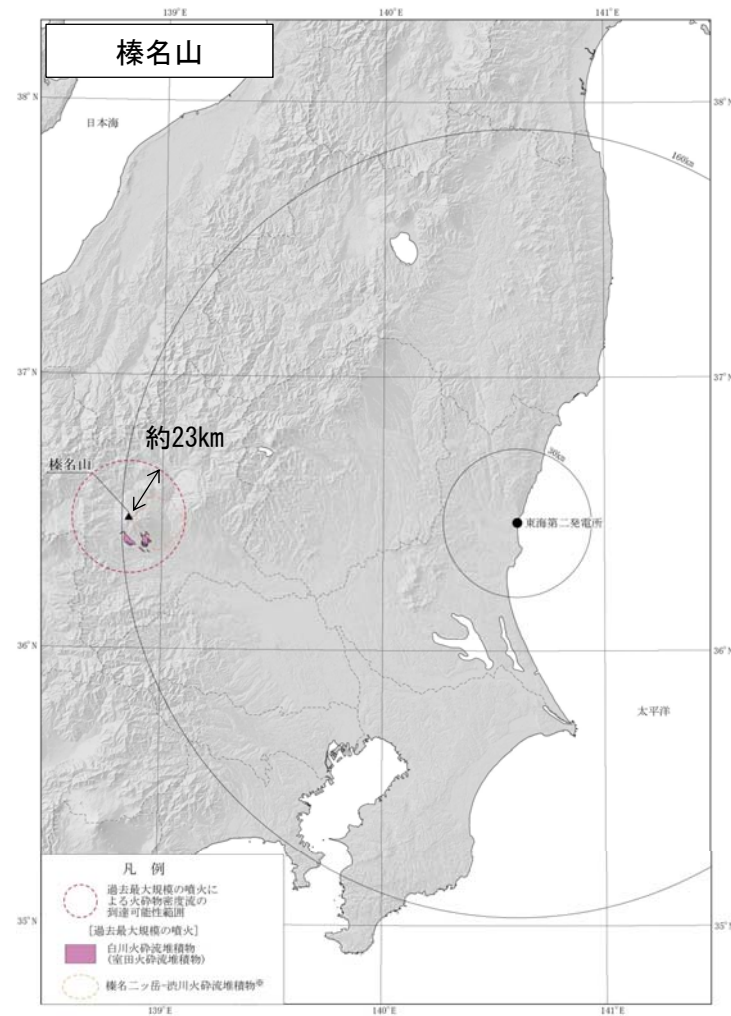 榛名山
139°E
140°E
141°E
38°N
38°N
日本海
160km
37°N
37°N
約23km
榛名山
30km
東海第二発電所
36°N
36°N
太平洋
35°N
35°N
凡 例
過去最大規模の噴火に
よる火砕物密度流の
到達可能性範囲
[過去最大規模の噴火]
白川火砕流堆積物
(室田火砕流堆積物)
榛名二ッ岳-渋川火砕流堆積物※
139°E
140°E
141°E